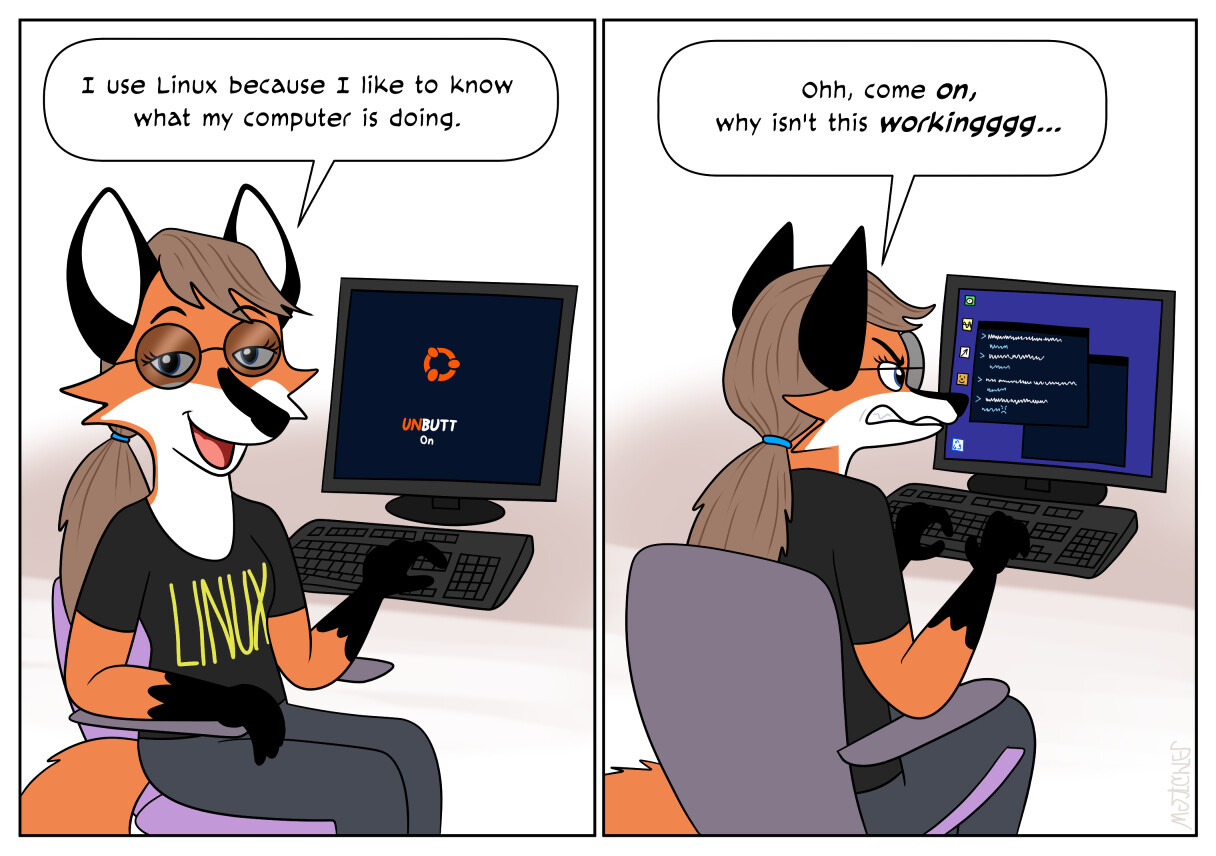 I use Linux because I like to know
what my computer is doing.
UNBUTT
On
LINUX
Ohh, come on,
why isn't this workingggg...